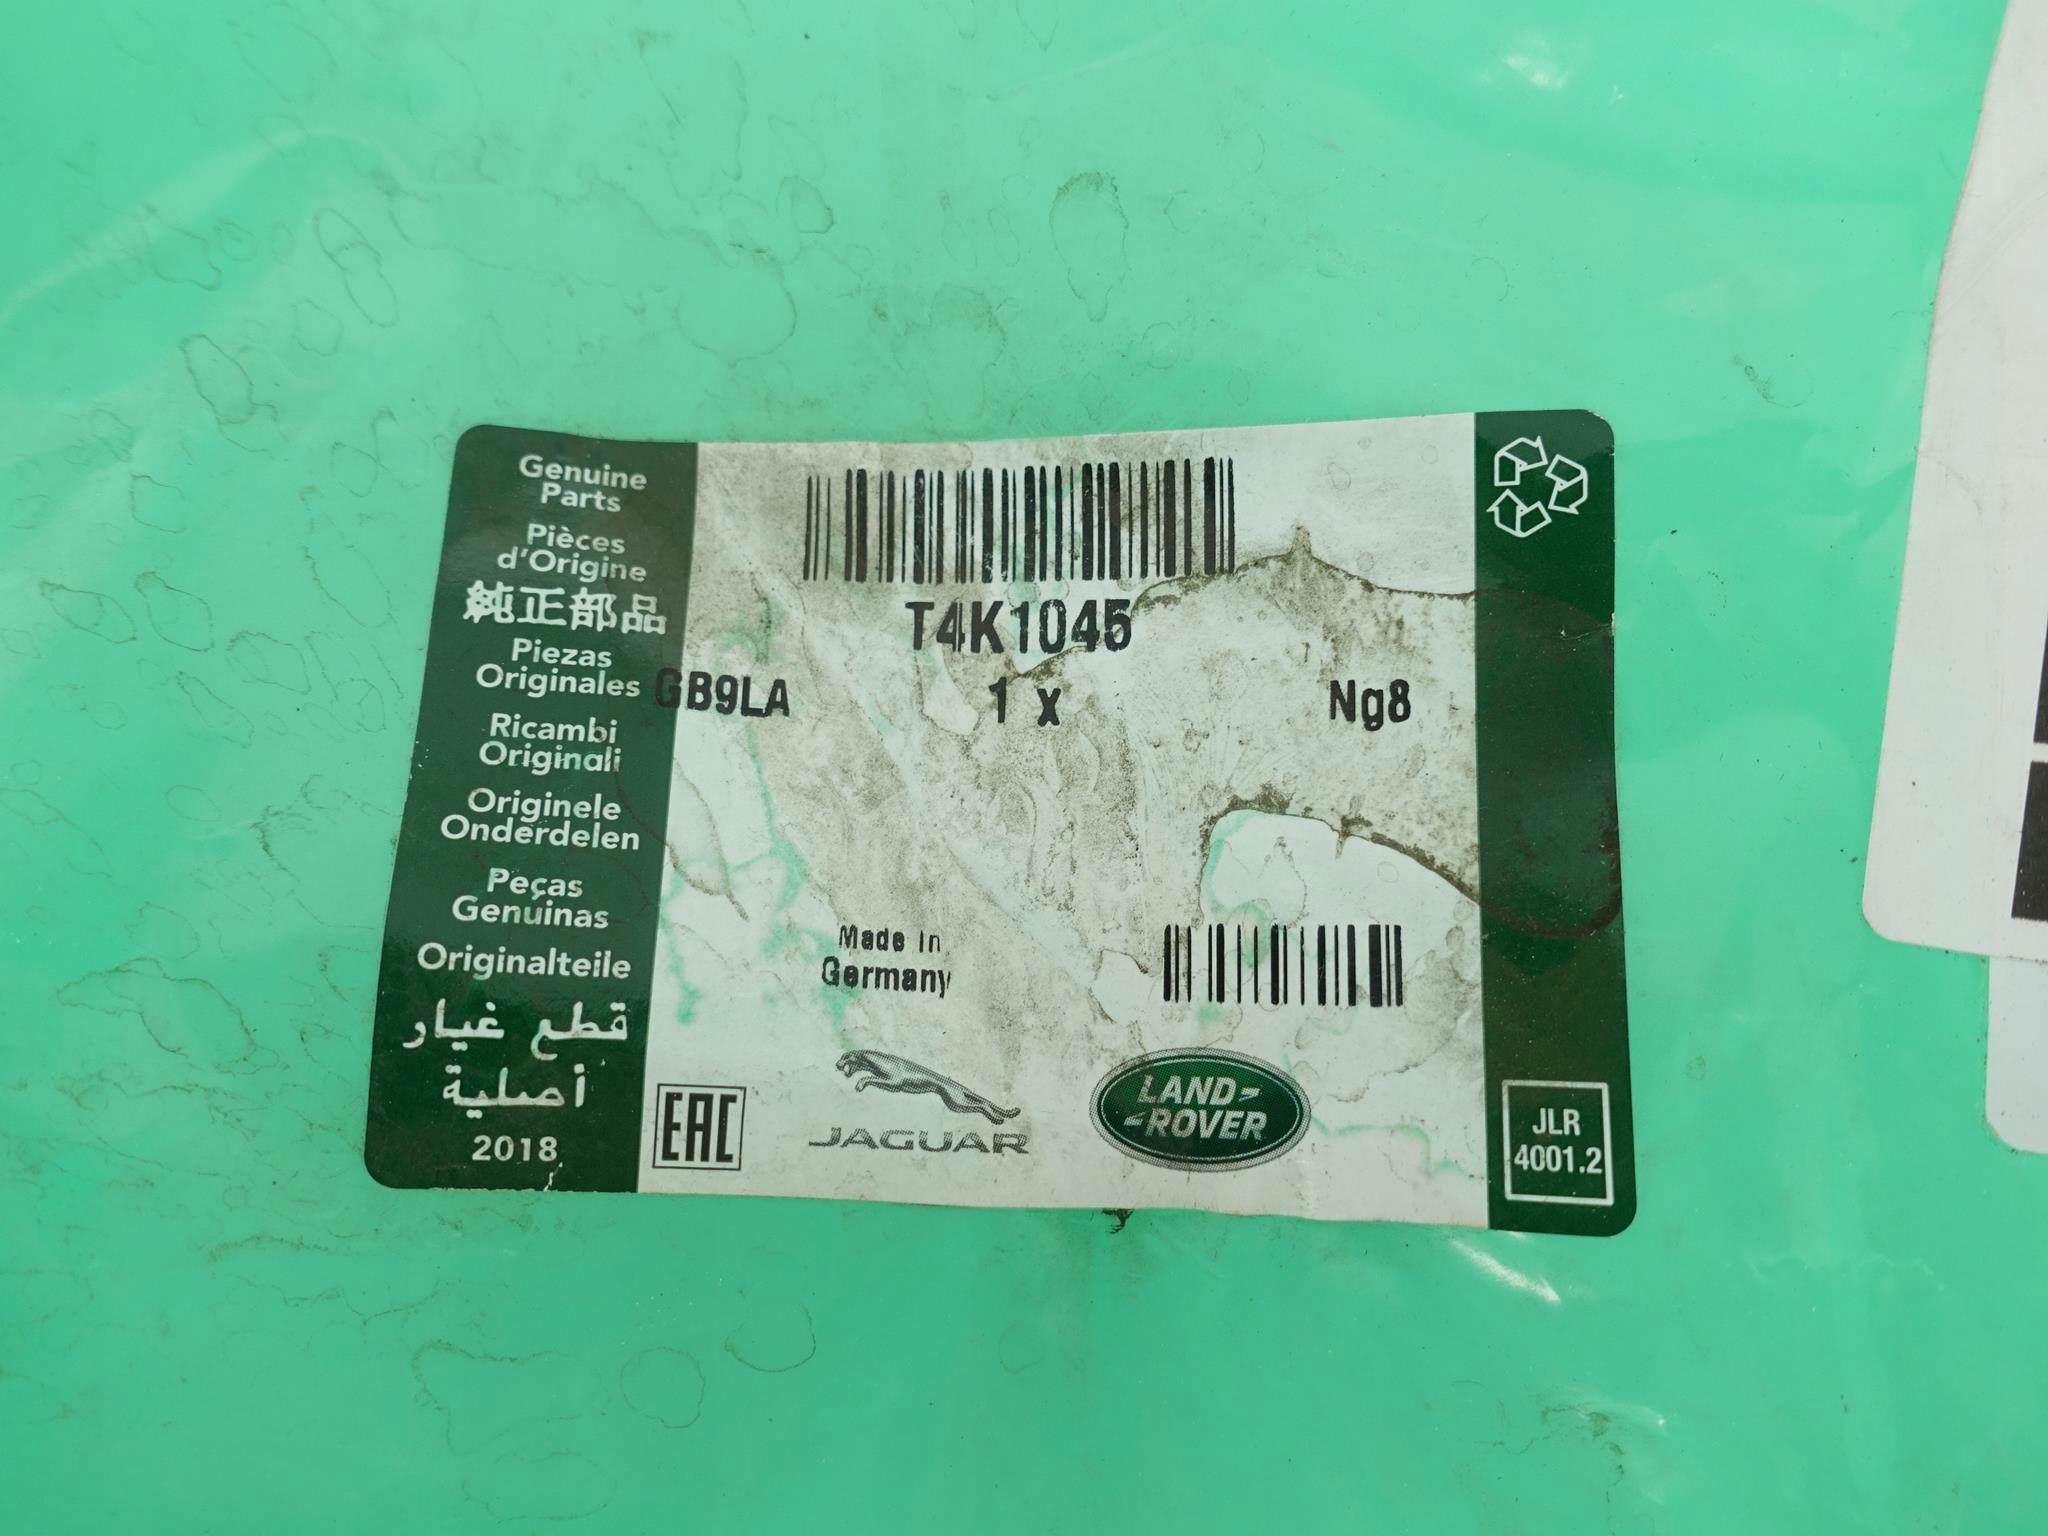 Genuine
Parts
Pièces
d'Origine
純正部品
Piezas
Originales
Ricambi
Originali
Originele
Onderdelen
Peças
Genuinas
Originalteile
قطع غيار
أصلية
2018
T4K1045
GB9LA 1 x Ng8
Made in
Germany
EAC
JAGUAR
LAND-
-ROVER
JLR
4001.2